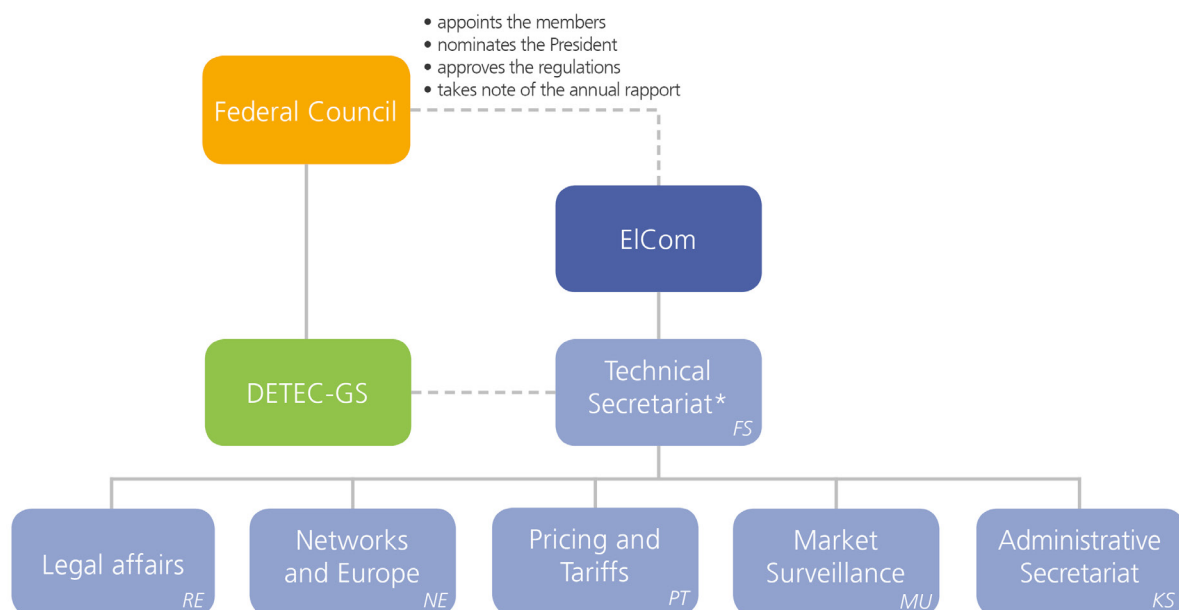 • appoints the members
• nominates the President
• approves the regulations
• takes note of the annual rapport
Federal Council
ElCom
DETEC-GS
Technical
Secretariat*
FS
Legal affairs
RE
Networks
and Europe
NE
Pricing and
Tariffs
PT
Market
Surveillance
MU
Administrative
Secretariat
KS